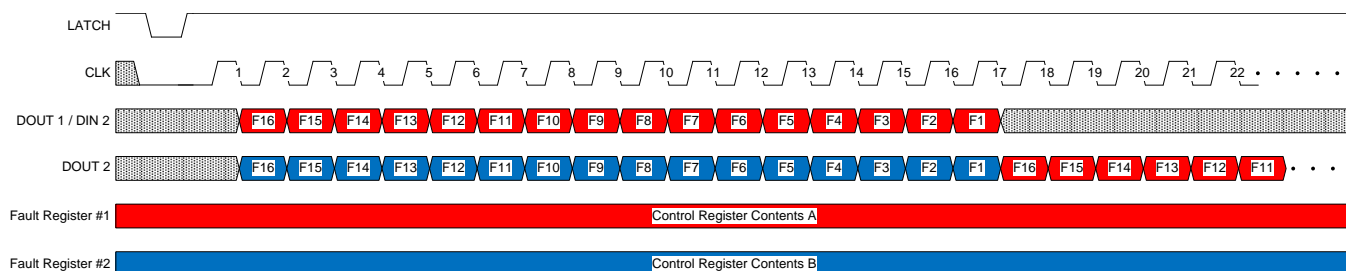 LATCH
CLK 1 2 3 4 5 6 7 8 9 10 11 12 13 14 15 16 17 18 19 20 21 22
DOUT 1 / DIN 2 F16 F15 F14 F13 F12 F11 F10 F9 F8 F7 F6 F5 F4 F3 F2 F1
DOUT 2 F16 F15 F14 F13 F12 F11 F10 F9 F8 F7 F6 F5 F4 F3 F2 F1 F16 F15 F14 F13 F12 F11
Fault Register #1 Control Register Contents A
Fault Register #2 Control Register Contents B